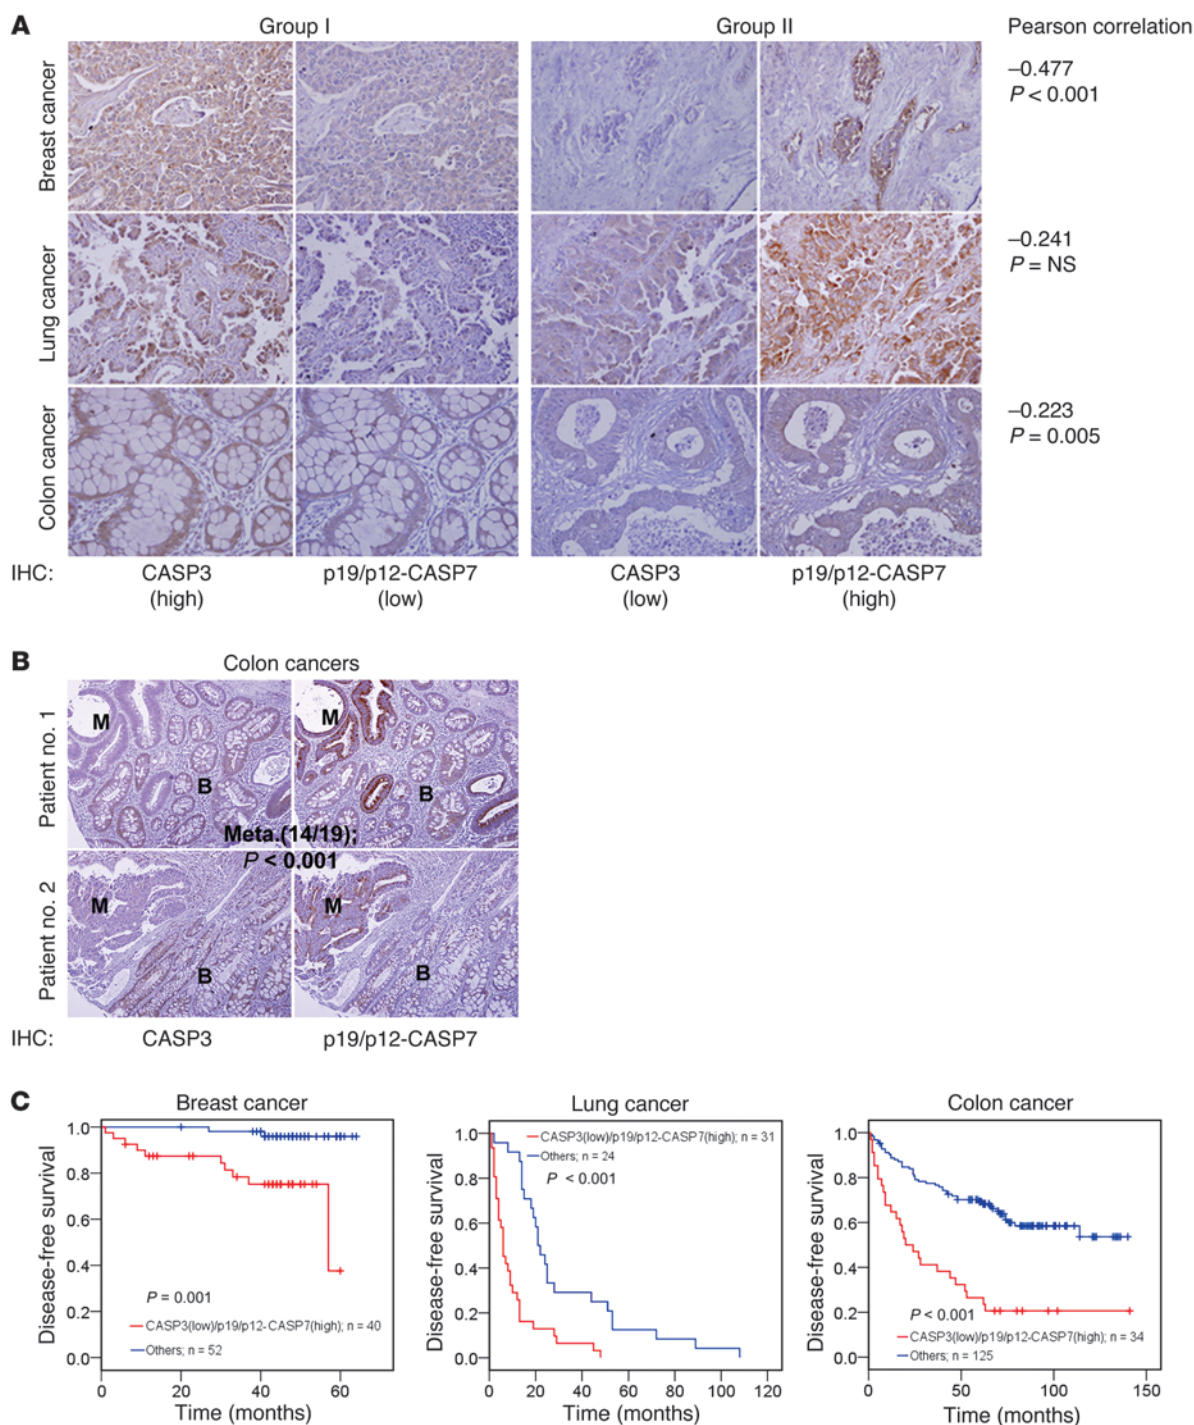 A
Group I
Group II
Pearson correlation
Breast cancer
–0.477
P < 0.001
Lung cancer
–0.241
P = NS
Colon cancer
–0.223
P = 0.005
IHC:
CASP3
(high)
p19/p12-CASP7
(low)
CASP3
(low)
p19/p12-CASP7
(high)
B
Colon cancers
Patient no. 1
M
B
M
B
Meta.(14/19);
P < 0.001
Patient no. 2
M
B
M
B
IHC:
CASP3
p19/p12-CASP7
C
Breast cancer
Disease-free survival
1.0
0.8
0.6
0.4
0.2
0.0
P = 0.001
CASP3(low)/p19/p12-CASP7(high); n = 40
Others; n = 52
0 20 40 60
Time (months)
Lung cancer
Disease-free survival
1.0
0.8
0.6
0.4
0.2
0.0
CASP3(low)/p19/p12-CASP7(high); n = 31
Others; n = 24
P < 0.001
0 20 40 60 80 100 120
Time (months)
Colon cancer
Disease-free survival
1.0
0.8
0.6
0.4
0.2
0.0
P < 0.001
CASP3(low)/p19/p12-CASP7(high); n = 34
Others; n = 125
0 50 100 150
Time (months)